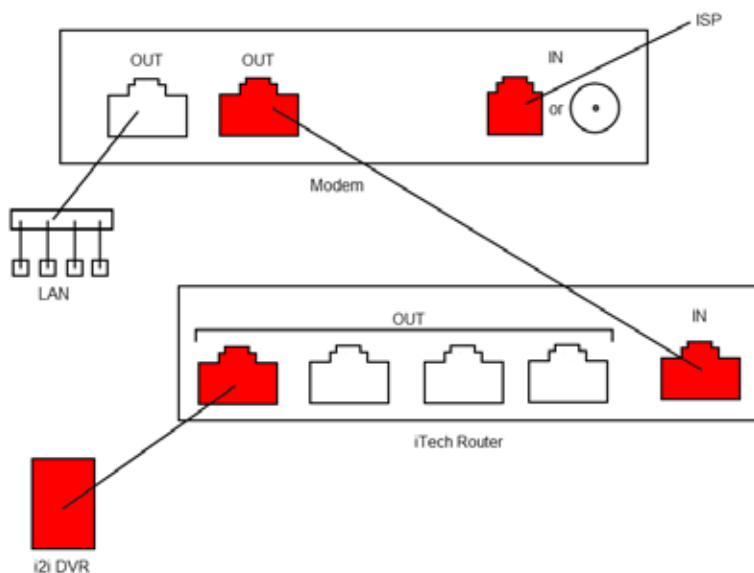 ISP
OUT
OUT
IN
or
Modem
LAN
OUT
IN
iTech Router
i2i DVR